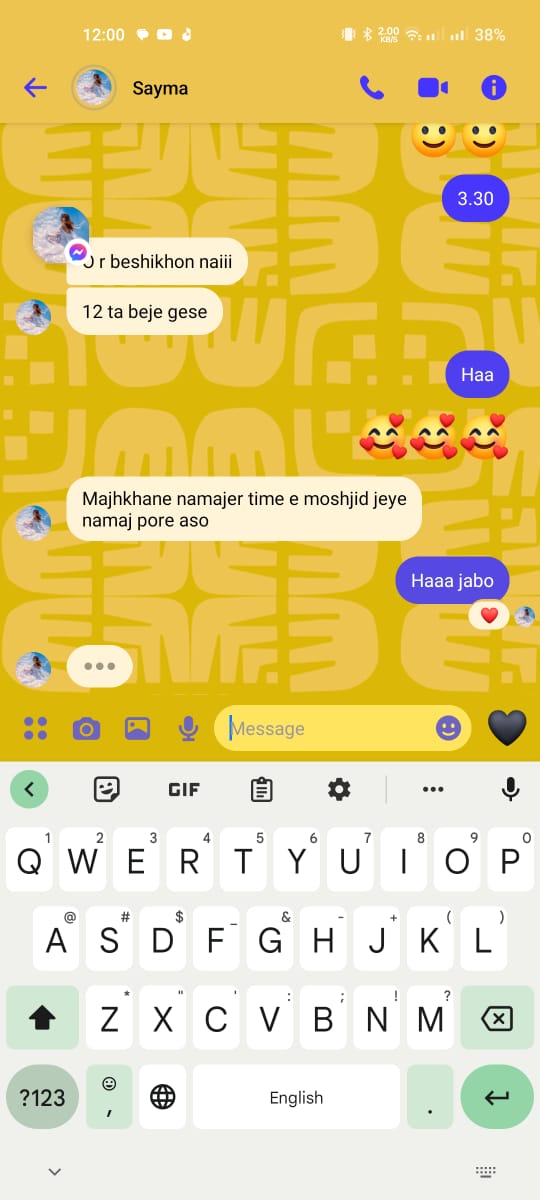 12:00
2.00
KB/S
38%
Sayma
3.30
r beshikhon naiii
12 ta beje gese
Haa
Majhkhane namajer time e moshjid jeye
namaj pore aso
Haaa jabo
Message
GIF
1 2 3 4 5 6 7 8 9 0
Q W E R T Y U I O P
@ # $ _ & - + ( )
A S D F G H J K L
* " ' : ; ! ?
Z X C V B N M
?123 , English .